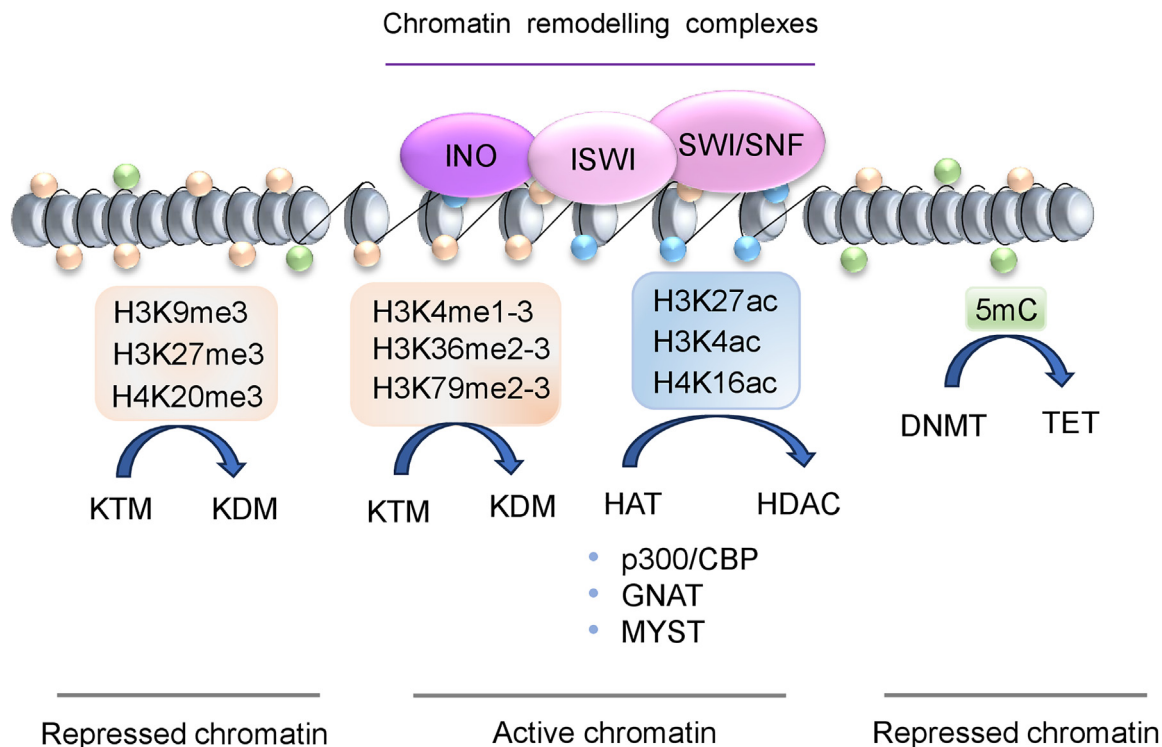 Chromatin remodelling complexes
INO
ISWI
SWI/SNF
H3K9me3
H3K27me3
H4K20me3
KTM
KDM
H3K4me1-3
H3K36me2-3
H3K79me2-3
KTM
KDM
H3K27ac
H3K4ac
H4K16ac
HAT
HDAC
• p300/CBP
• GNAT
• MYST
5mC
DNMT
TET
Repressed chromatin
Active chromatin
Repressed chromatin